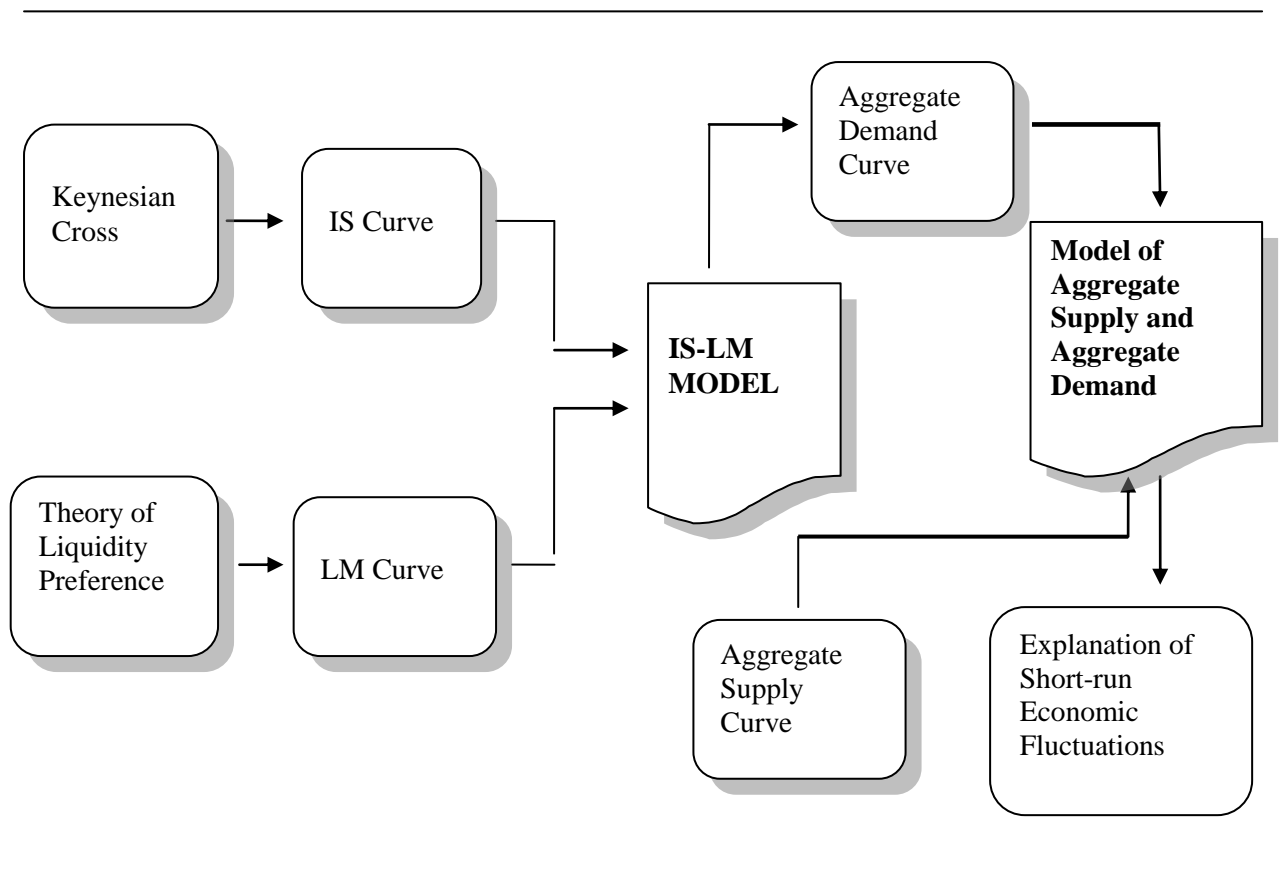 Keynesian
Cross
IS Curve
Theory of
Liquidity
Preference
LM Curve
IS-LM
MODEL
Aggregate
Demand
Curve
Model of
Aggregate
Supply and
Aggregate
Demand
Aggregate
Supply
Curve
Explanation of
Short-run
Economic
Fluctuations